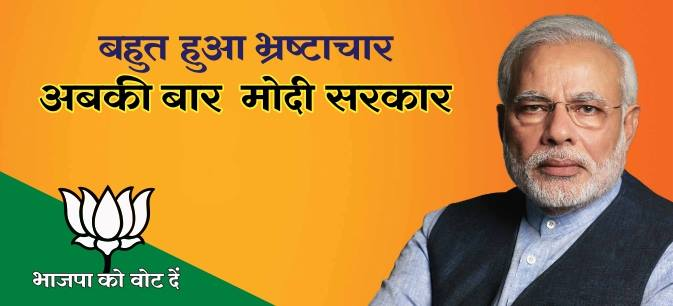 बहुत हुआ भ्रष्टाचार
अबकी बार मोदी सरकार
भाजपा को वोट दें